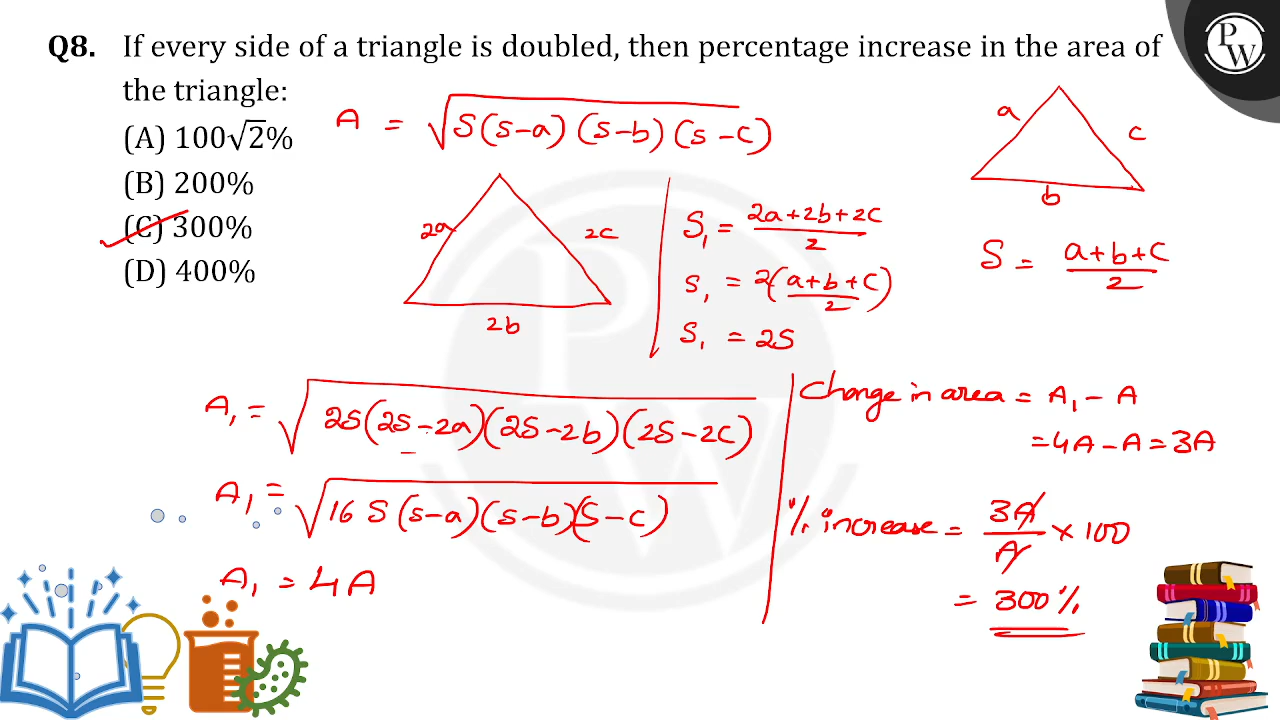 Q8. If every side of a triangle is doubled, then percentage increase in the area of
the triangle:
(A) 100√2%
(B) 200%
(C) 300%
(D) 400%
A = √S(s-a)(s-b)(s-c)
a
c
b
S = a+b+c/2
2a
2c
2b
S₁ = 2a+2b+2c/2
s₁ = 2(a+b+c/2)
S₁ = 2S
A₁ = √2S(2S-2a)(2S-2b)(2S-2c)
A₁ = √16 S(s-a)(s-b)(s-c)
A₁ = 4A
Change in area = A₁ - A
= 4A - A = 3A
% increase = 3A/A × 100
= 300%
P
W